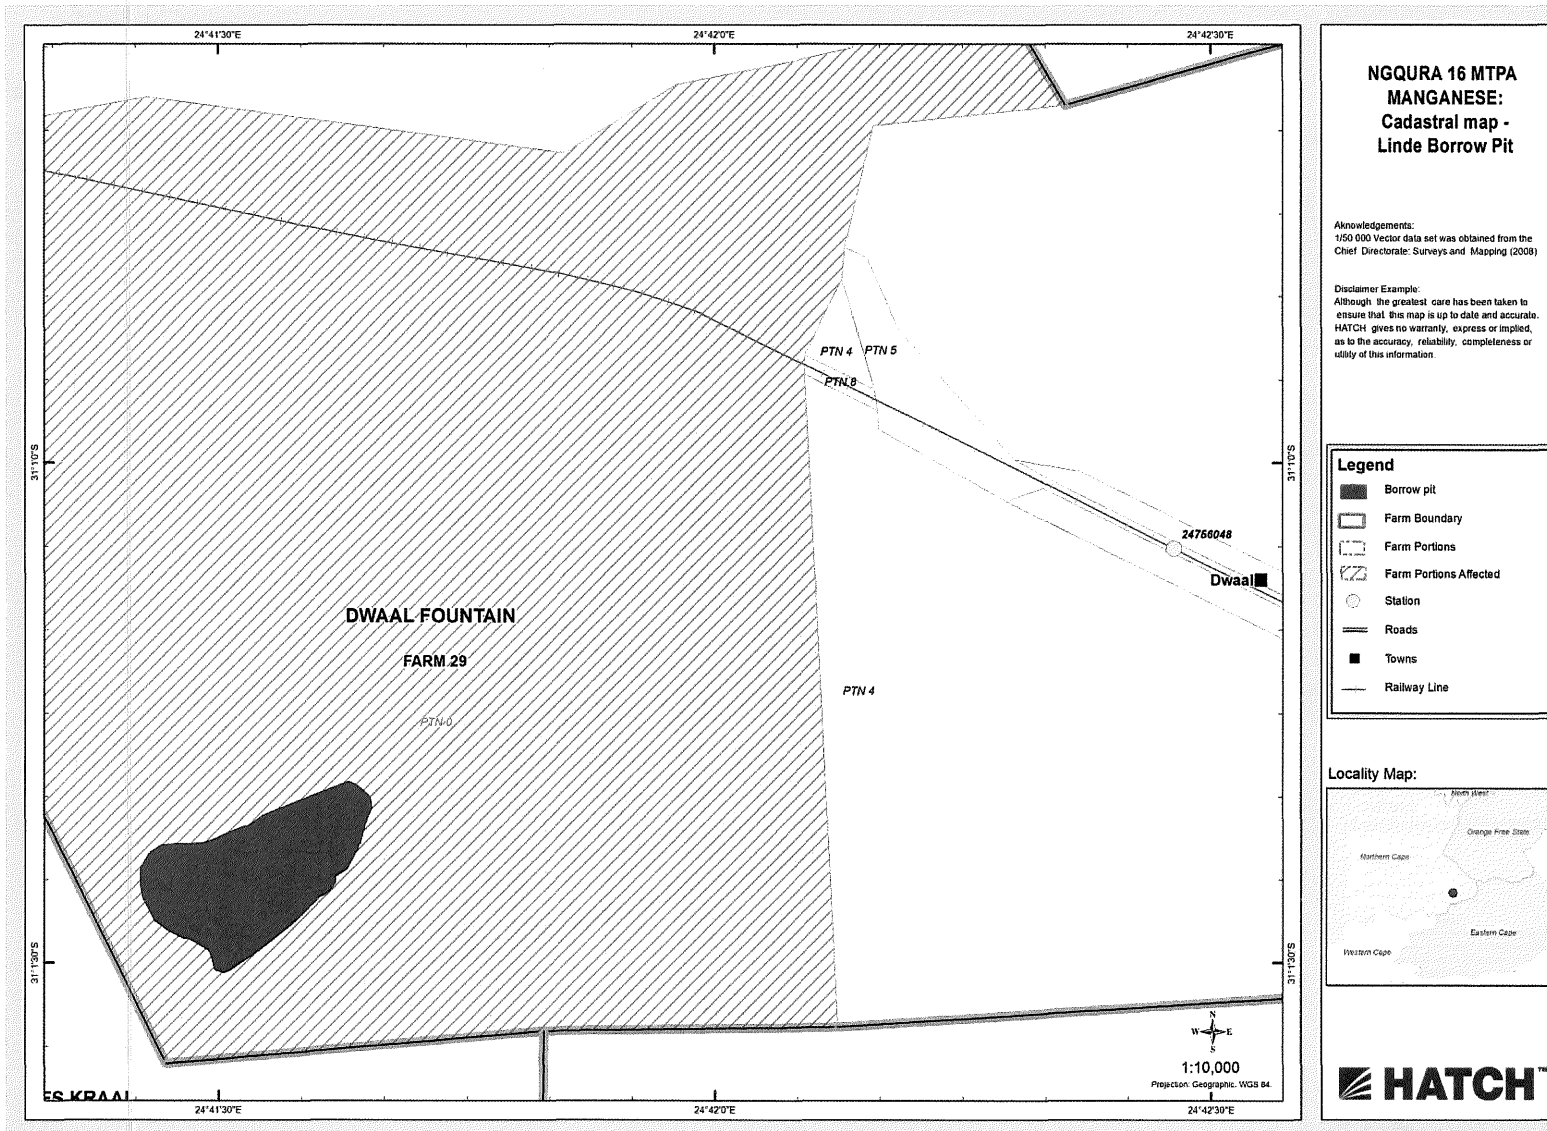 24°41'30"E
24°42'0"E
24°42'30"E
NGQURA 16 MTPA
MANGANESE:
Cadastral map -
Linde Borrow Pit
Aknowledgements:
1/50 000 Vector data set was obtained from the
Chief Directorate: Surveys and Mapping (2008)
Disclaimer Example:
Although the greatest care has been taken to
ensure that this map is up to date and accurate.
HATCH gives no warranty, express or implied,
as to the accuracy, reliability, completeness or
utility of this information.
PTN 4
PTN 5
PTN 8
31°1'0"S
31°1'0"S
24756048
Dwaal
DWAAL FOUNTAIN
FARM 29
PTN 0
PTN 4
Legend
Borrow pit
Farm Boundary
Farm Portions
Farm Portions Affected
Station
Roads
Towns
Railway Line
Locality Map:
North West
Orange Free State
Northern Cape
Eastern Cape
Western Cape
31°1'30"S
31°1'30"S
N
W E
S
1:10,000
Projection: Geographic. WGS 84.
ES KRAAL
24°41'30"E
24°42'0"E
24°42'30"E
HATCH™